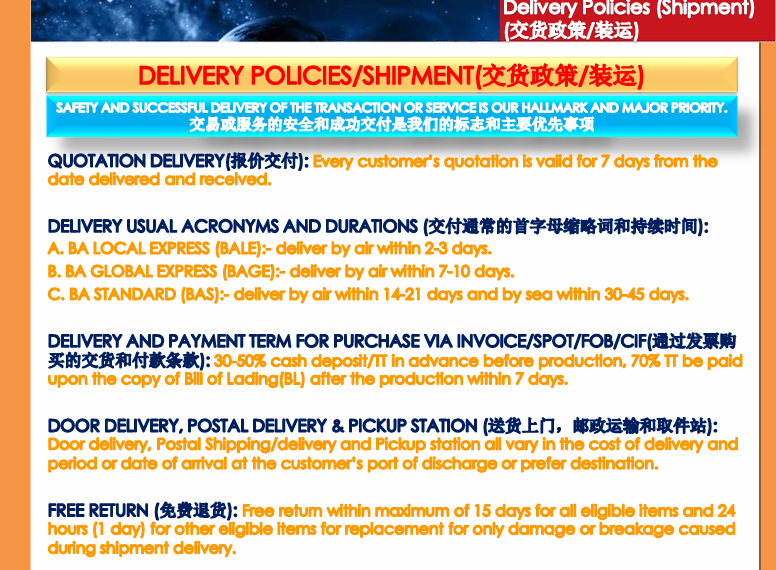 Delivery Policies (Shipment)
(交货政策/装运)
DELIVERY POLICIES/SHIPMENT(交货政策/装运)
SAFETY AND SUCCESSFUL DELIVERY OF THE TRANSACTION OR SERVICE IS OUR HALLMARK AND MAJOR PRIORITY.
交易或服务的安全和成功交付是我们的标志和主要优先事项
QUOTATION DELIVERY(报价交付): Every customer's quotation is valid for 7 days from the
date delivered and received.
DELIVERY USUAL ACRONYMS AND DURATIONS (交付通常的首字母缩略词和持续时间):
A. BA LOCAL EXPRESS (BALE):- deliver by air within 2-3 days.
B. BA GLOBAL EXPRESS (BAGE):- deliver by air within 7-10 days.
C. BA STANDARD (BAS):- deliver by air within 14-21 days and by sea within 30-45 days.
DELIVERY AND PAYMENT TERM FOR PURCHASE VIA INVOICE/SPOT/FOB/CIF(通过发票购
买的交货和付款条款): 30-50% cash deposit/TT in advance before production, 70% TT be paid
upon the copy of Bill of Lading(BL) after the production within 7 days.
DOOR DELIVERY, POSTAL DELIVERY & PICKUP STATION (送货上门，邮政运输和取件站):
Door delivery, Postal Shipping/delivery and Pickup station all vary in the cost of delivery and
period or date of arrival at the customer's port of discharge or prefer destination.
FREE RETURN (免费退货): Free return within maximum of 15 days for all eligible items and 24
hours (1 day) for other eligible items for replacement for only damage or breakage caused
during shipment delivery.